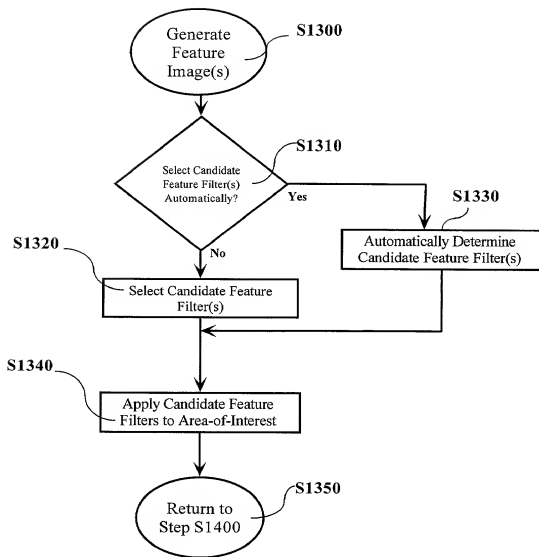 Generate
Feature
Image(s)
S1300
S1310
Select Candidate
Feature Filter(s)
Automatically?
Yes
S1330
Automatically Determine
Candidate Feature Filter(s)
No
S1320
Select Candidate Feature
Filter(s)
S1340
Apply Candidate Feature
Filters to Area-of-Interest
S1350
Return to
Step S1400